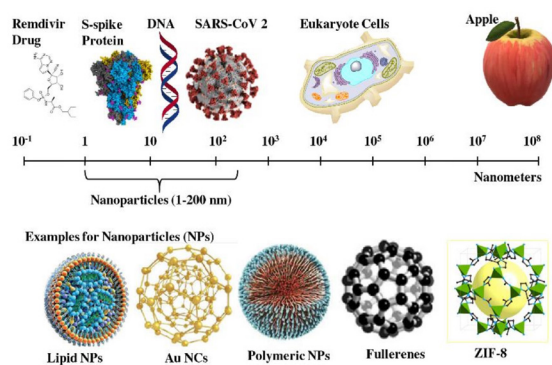 Remdivir
Drug
S-spike
Protein
DNA
SARS-CoV 2
Eukaryote Cells
Apple
10-1
1
10
10²
10³
10⁴
10⁵
10⁶
10⁷
10⁸
Nanometers
Nanoparticles (1-200 nm)
Examples for Nanoparticles (NPs)
Lipid NPs
Au NCs
Polymeric NPs
Fullerenes
ZIF-8